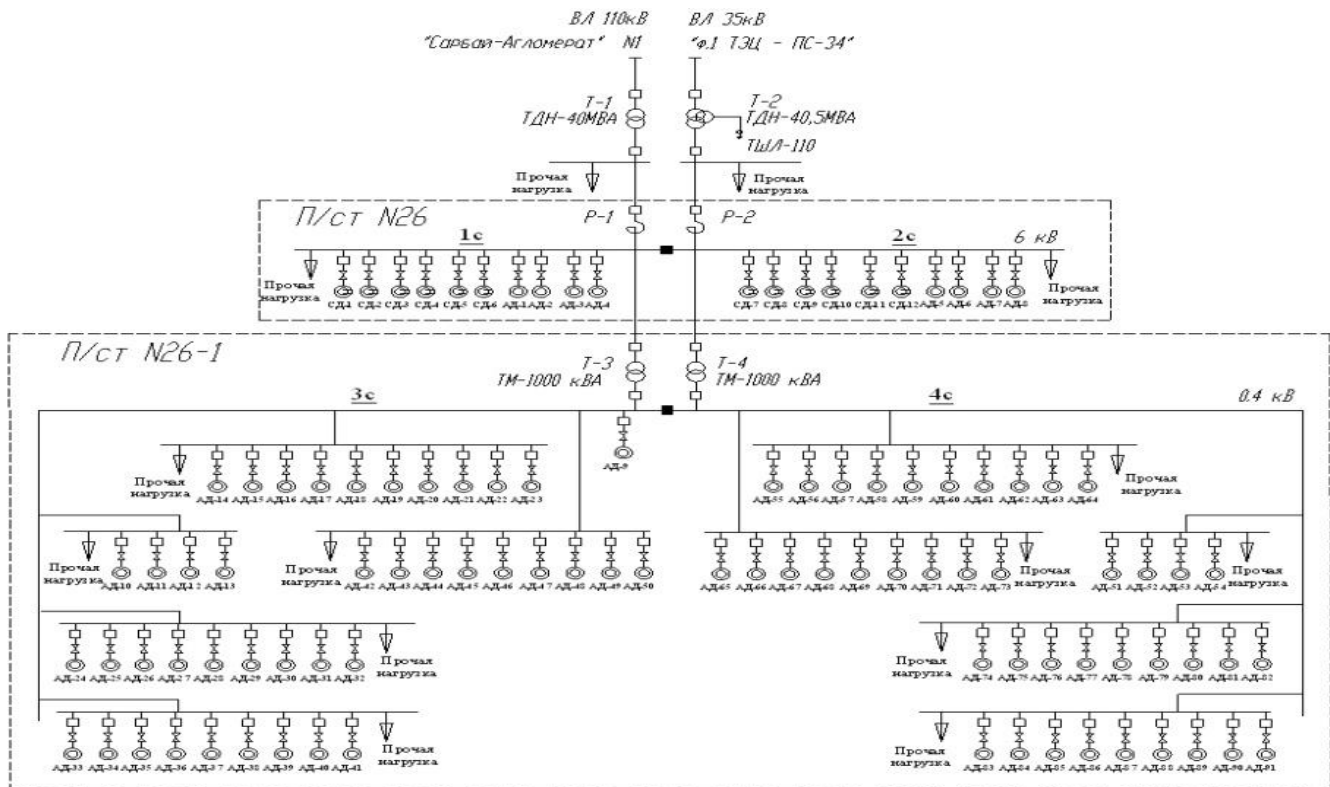 ВЛ 110кВ ВЛ 35кВ
"Сарбай-Агломерат" N1 "ф.1 ТЭЦ - ПС-34"
Т-1 Т-2
ТДН-40МВА ТДН-40,5МВА
ТШЛ-110
Прочая нагрузка
Прочая нагрузка
П/ст N26 Р-1 Р-2
1с 2с 6 кВ
Прочая нагрузка
СД-1 СД-2 СД-3 СД-4 СД-5 СД-6 АД-1 АД-2 АД-3 АД-4
СД-7 СД-8 СД-9 СД-10 СД-11 СД-12 АД-5 АД-6 АД-7 АД-8
Прочая нагрузка
П/ст N26-1
Т-3 Т-4
ТМ-1000 кВА ТМ-1000 кВА
3с 4с 0.4 кВ
АД-9
Прочая нагрузка
АД-14 АД-15 АД-16 АД-17 АД-18 АД-19 АД-20 АД-21 АД-22 АД-23
АД-55 АД-56 АД-57 АД-58 АД-59 АД-60 АД-61 АД-62 АД-63 АД-64
Прочая нагрузка
Прочая нагрузка
АД-10 АД-11 АД-12 АД-13
Прочая нагрузка
АД-42 АД-43 АД-44 АД-45 АД-46 АД-47 АД-48 АД-49 АД-50
АД-65 АД-66 АД-67 АД-68 АД-69 АД-70 АД-71 АД-72 АД-73
Прочая нагрузка
АД-51 АД-52 АД-53 АД-54
Прочая нагрузка
АД-24 АД-25 АД-26 АД-27 АД-28 АД-29 АД-30 АД-31 АД-32
Прочая нагрузка
Прочая нагрузка
АД-74 АД-75 АД-76 АД-77 АД-78 АД-79 АД-80 АД-81 АД-82
АД-33 АД-34 АД-35 АД-36 АД-37 АД-38 АД-39 АД-40 АД-41
Прочая нагрузка
Прочая нагрузка
АД-83 АД-84 АД-85 АД-86 АД-87 АД-88 АД-89 АД-90 АД-91